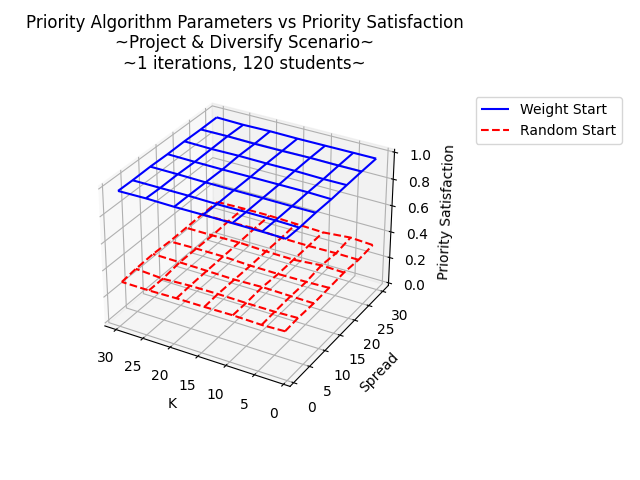 Priority Algorithm Parameters vs Priority Satisfaction
~Project & Diversify Scenario~
~1 iterations, 120 students~
Weight Start
Random Start
1.0
0.8
0.6
0.4
0.2
0.0
Priority Satisfaction
30
25
20
15
10
5
0
Spread
30
25
20
15
10
5
0
K